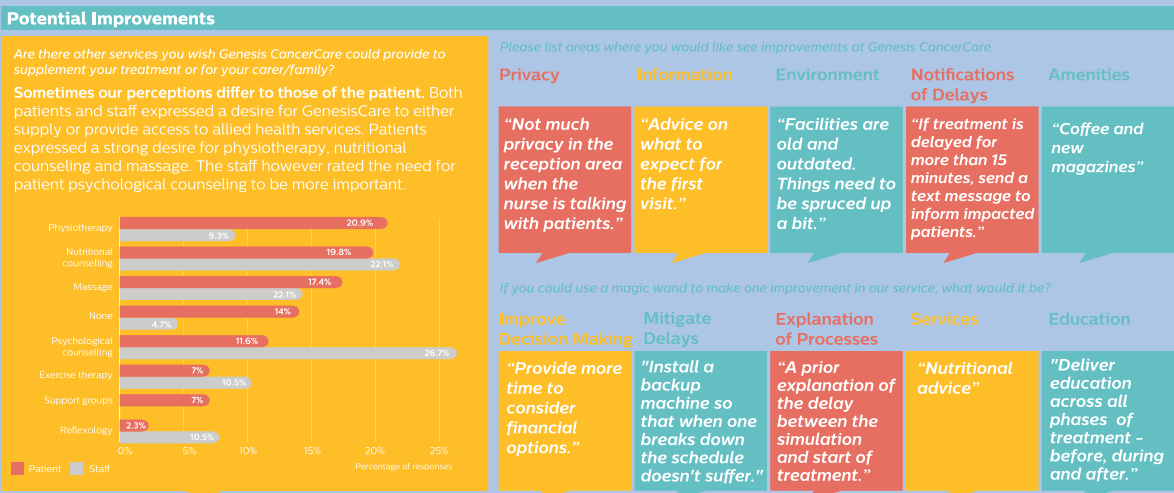 Potential Improvements
Are there other services you wish Genesis CancerCare could provide to
supplement your treatment or for your carer/family?
Sometimes our perceptions differ to those of the patient. Both
patients and staff expressed a desire for GenesisCare to either
supply or provide access to allied health services. Patients
expressed a strong desire for physiotherapy, nutritional
counseling and massage. The staff however rated the need for
patient psychological counseling to be more important.
Physiotherapy
20.9%
9.3%
Nutritional
counselling
19.8%
22.1%
Massage
17.4%
22.1%
None
14%
4.7%
Psychological
counselling
11.6%
26.7%
Exercise therapy
7%
10.5%
Support groups
7%
Reflexology
2.3%
10.5%
0% 5% 10% 15% 20% 25%
Patient Staff
Percentage of responses
Please list areas where you would like see improvements at Genesis CancerCare.
Privacy
“Not much
privacy in the
reception area
when the
nurse is talking
with patients.”
Information
“Advice on
what to
expect for
the first
visit.”
Environment
“Facilities are
old and
outdated.
Things need to
be spruced up
a bit.”
Notifications
of Delays
“If treatment is
delayed for
more than 15
minutes, send a
text message to
inform impacted
patients.”
Amenities
“Coffee and
new
magazines”
If you could use a magic wand to make one improvement in our service, what would it be?
Improve
Decision Making
“Provide more
time to
consider
financial
options.”
Mitigate
Delays
"Install a
backup
machine so
that when one
breaks down
the schedule
doesn't suffer."
Explanation
of Processes
“A prior
explanation of
the delay
between the
simulation
and start of
treatment.”
Services
“Nutritional
advice”
Education
"Deliver
education
across all
phases of
treatment -
before, during
and after.”